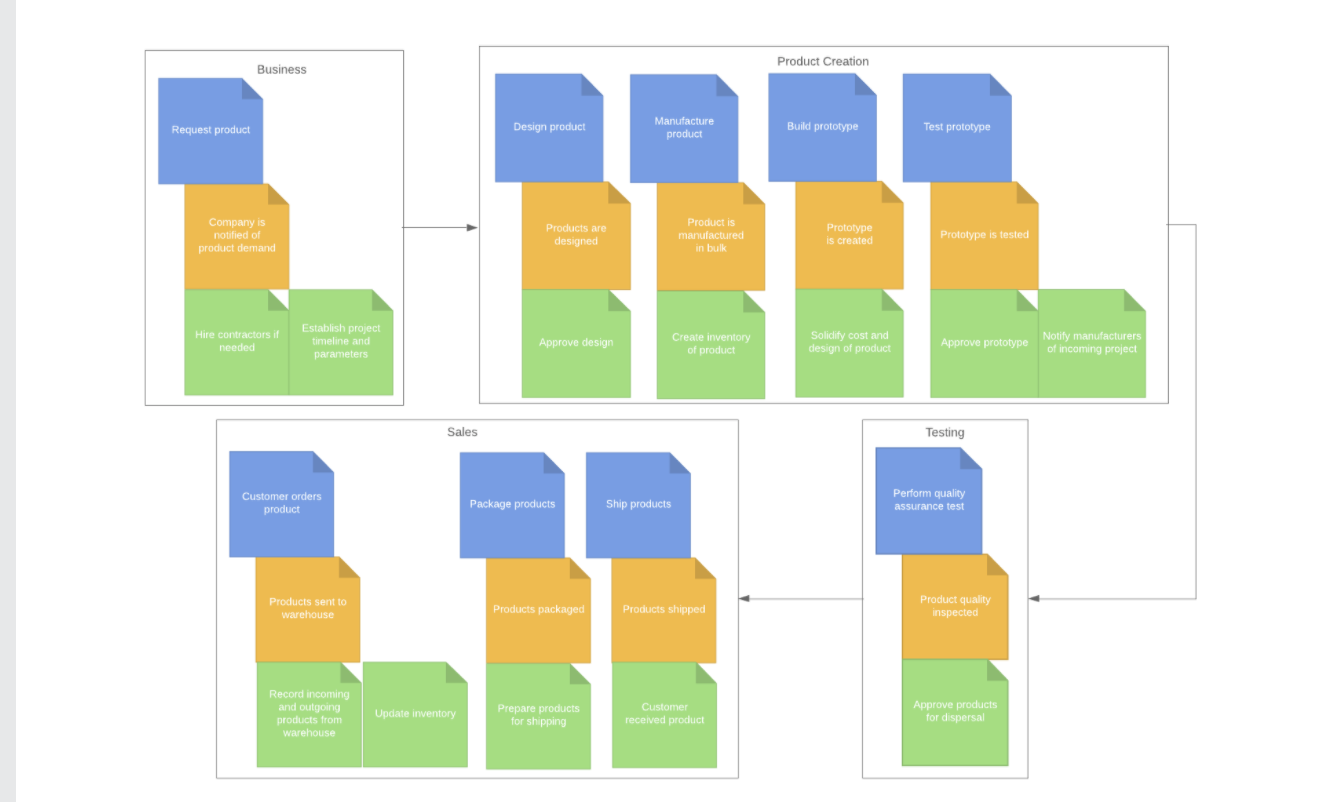 Business
Request product
Company is
notified of
product demand
Hire contractors if
needed
Establish project
timeline and
parameters
Product Creation
Design product
Products are
designed
Approve design
Manufacture
product
Product is
manufactured
in bulk
Create inventory
of product
Build prototype
Prototype
is created
Solidify cost and
design of product
Test prototype
Prototype is tested
Approve prototype
Notify manufacturers
of incoming project
Sales
Customer orders
product
Products sent to
warehouse
Record incoming
and outgoing
products from
warehouse
Update inventory
Package products
Products packaged
Prepare products
for shipping
Ship products
Products shipped
Customer
received product
Testing
Perform quality
assurance test
Product quality
inspected
Approve products
for dispersal